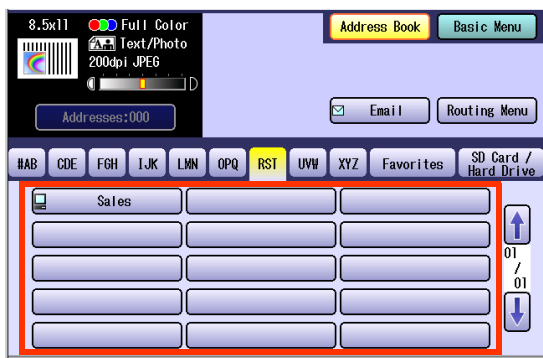 8.5x11 Full Color
Text/Photo
200dpi JPEG
Addresses:000
Address Book Basic Menu
Email Routing Menu
#AB CDE FGH IJK LMN OPQ RST UVW XYZ Favorites SD Card / Hard Drive
Sales
01
/
01